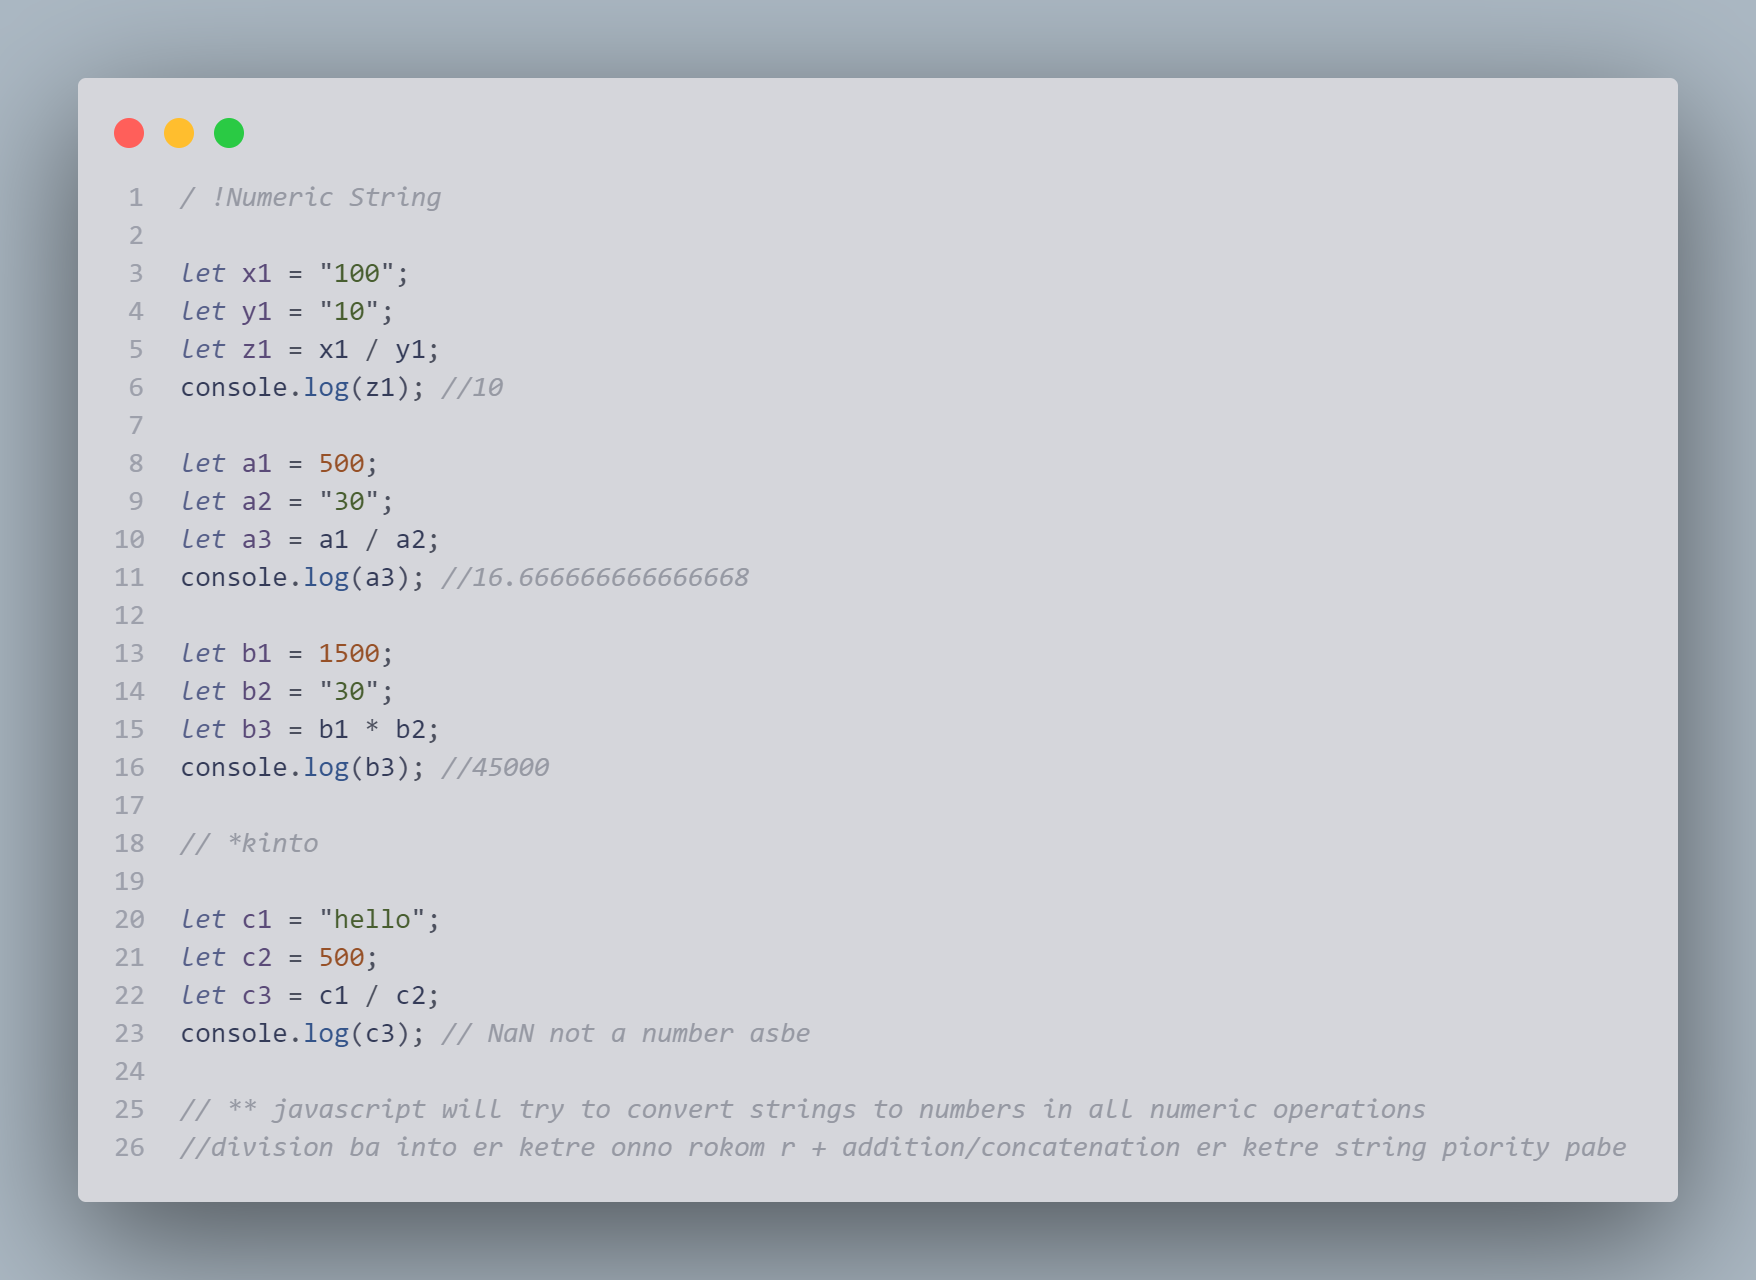 1 / !Numeric String
2
3 let x1 = "100";
4 let y1 = "10";
5 let z1 = x1 / y1;
6 console.log(z1); //10
7
8 let a1 = 500;
9 let a2 = "30";
10 let a3 = a1 / a2;
11 console.log(a3); //16.666666666666668
12
13 let b1 = 1500;
14 let b2 = "30";
15 let b3 = b1 * b2;
16 console.log(b3); //45000
17
18 // *kinto
19
20 let c1 = "hello";
21 let c2 = 500;
22 let c3 = c1 / c2;
23 console.log(c3); // NaN not a number asbe
24
25 // ** javascript will try to convert strings to numbers in all numeric operations
26 //division ba into er ketre onno rokom r + addition/concatenation er ketre string piority pabe